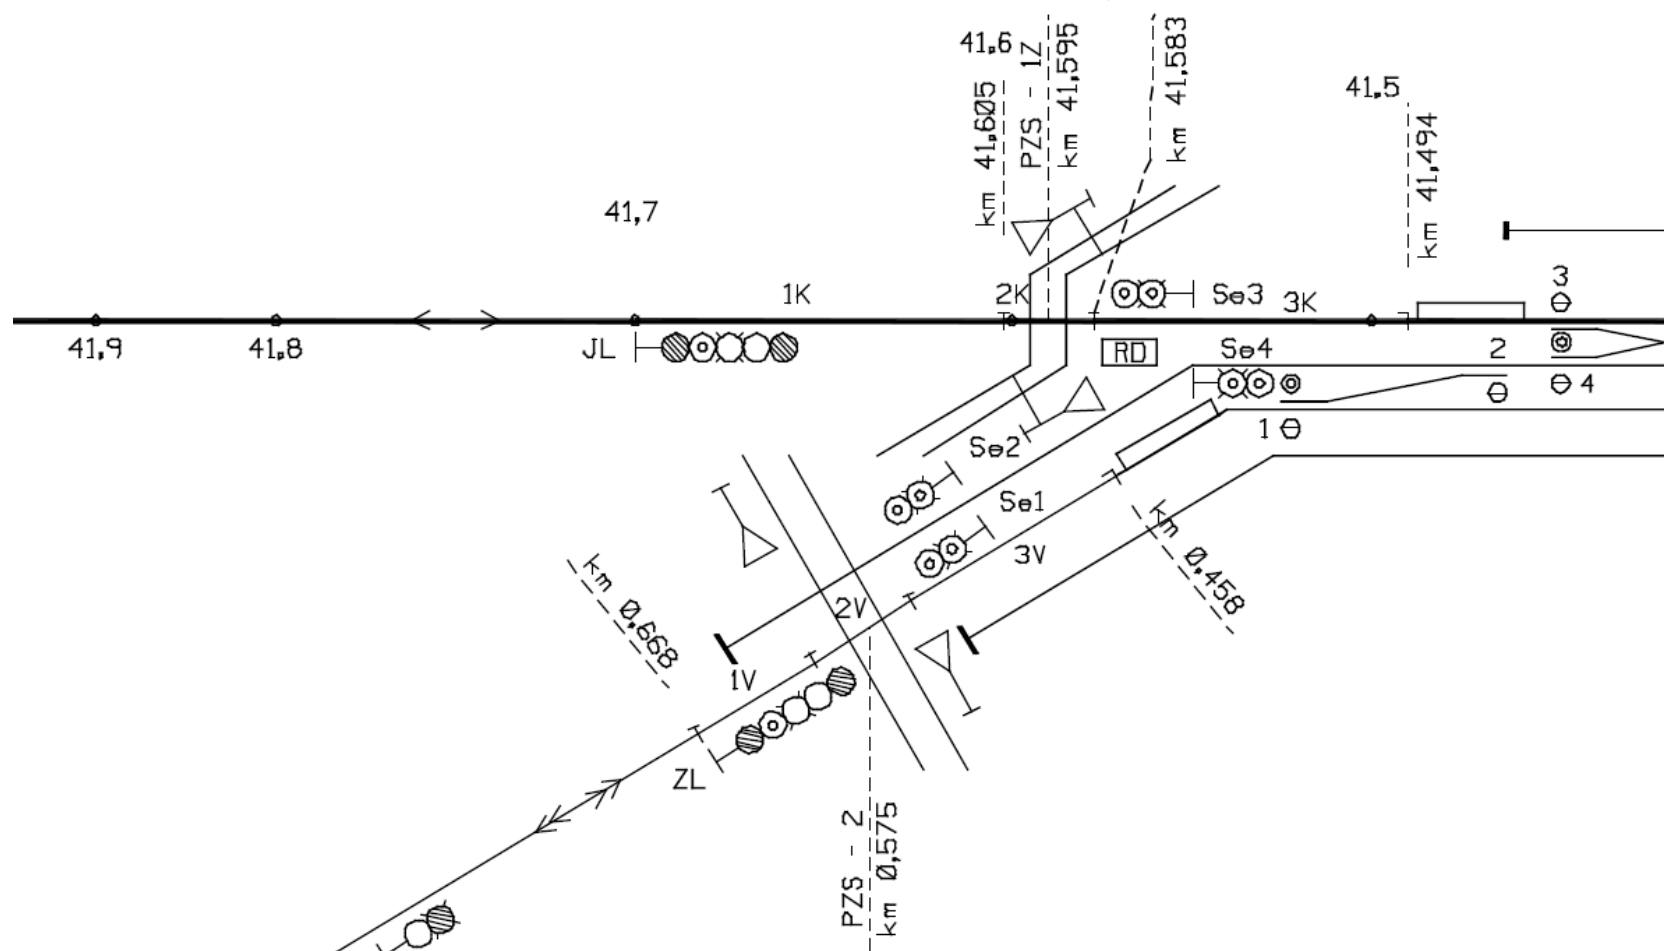 41,6
PZS - 1Z
km 41,595
km 41,583
41,5
km 41,605
km 41,494
41,7
1K
2K
Se3
3K
3
41,9
41,8
JL
RD
Se4
2
4
1
Se2
Se1
3V
km 0,458
km 0,668
2V
1V
ZL
PZS - 2
km 0,575